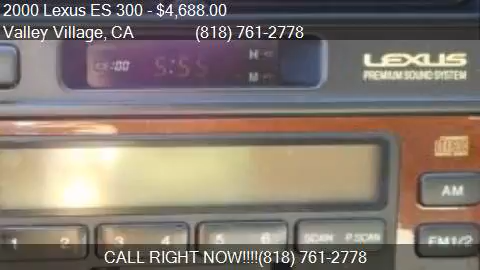 2000 Lexus ES 300 - $4,688.00
Valley Village, CA (818) 761-2778
:00 5:55 H
M
LEXUS
PREMIUM SOUND SYSTEM
AM
1 2 3 4 5 6 SCAN P.SCAN FM1/2
CALL RIGHT NOW!!!!(818) 761-2778